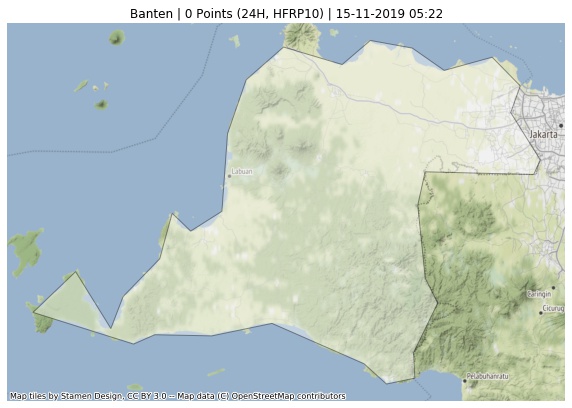 Banten | 0 Points (24H, HFRP10) | 15-11-2019 05:22
Jakarta
Labuan
Paringin
Cicurug
Pelabuhanratu
Map tiles by Stamen Design, CC BY 3.0 -- Map data (C) OpenStreetMap contributors